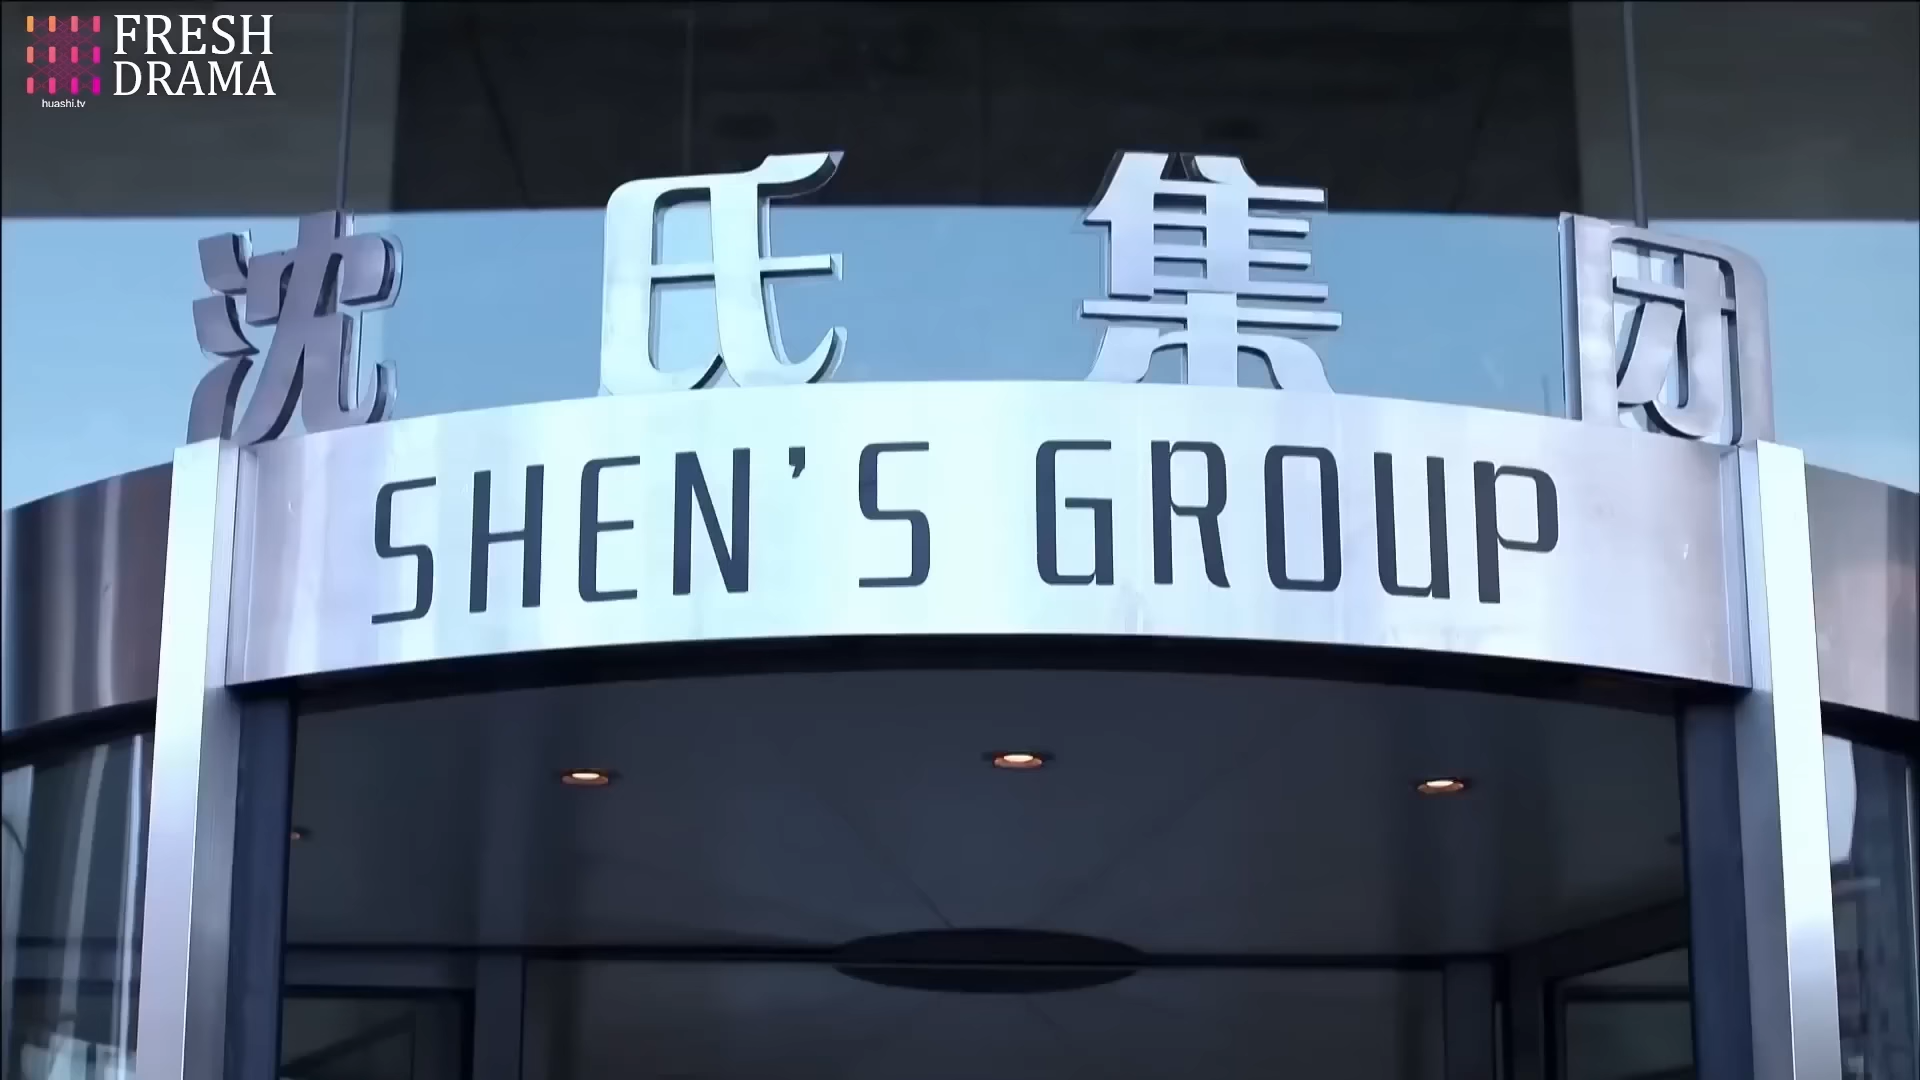 FRESH
DRAMA
huashi.tv
沈氏集团
SHEN'S GROUP